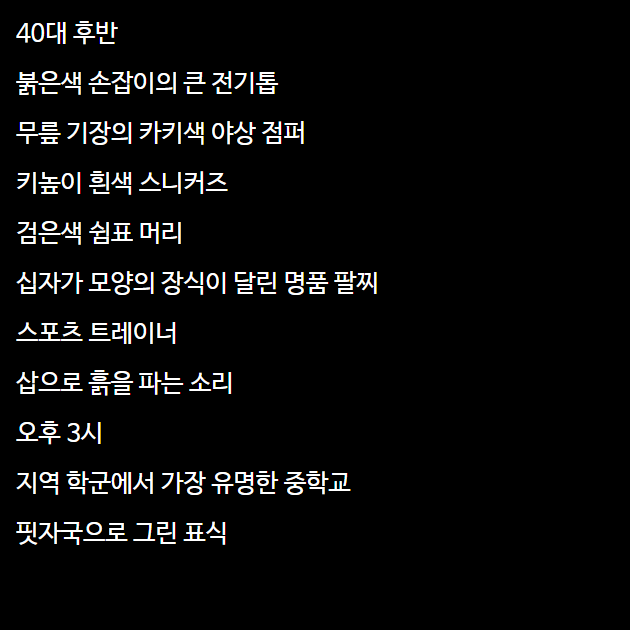 40대 후반
붉은색 손잡이의 큰 전기톱
무릎 기장의 카키색 야상 점퍼
키높이 흰색 스니커즈
검은색 쉼표 머리
십자가 모양의 장식이 달린 명품 팔찌
스포츠 트레이너
삽으로 흙을 파는 소리
오후 3시
지역 학군에서 가장 유명한 중학교
핏자국으로 그린 표식